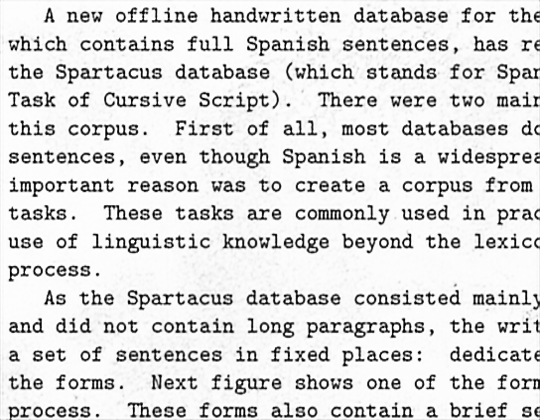 A new offline handwritten database for the
which contains full Spanish sentences, has re
the Spartacus database (which stands for Span
Task of Cursive Script). There were two main
this corpus. First of all, most databases do
sentences, even though Spanish is a widesprea
important reason was to create a corpus from
tasks. These tasks are commonly used in prac
use of linguistic knowledge beyond the lexico
process.
As the Spartacus database consisted mainly
and did not contain long paragraphs, the writ
a set of sentences in fixed places: dedicate
the forms. Next figure shows one of the form
process. These forms also contain a brief se